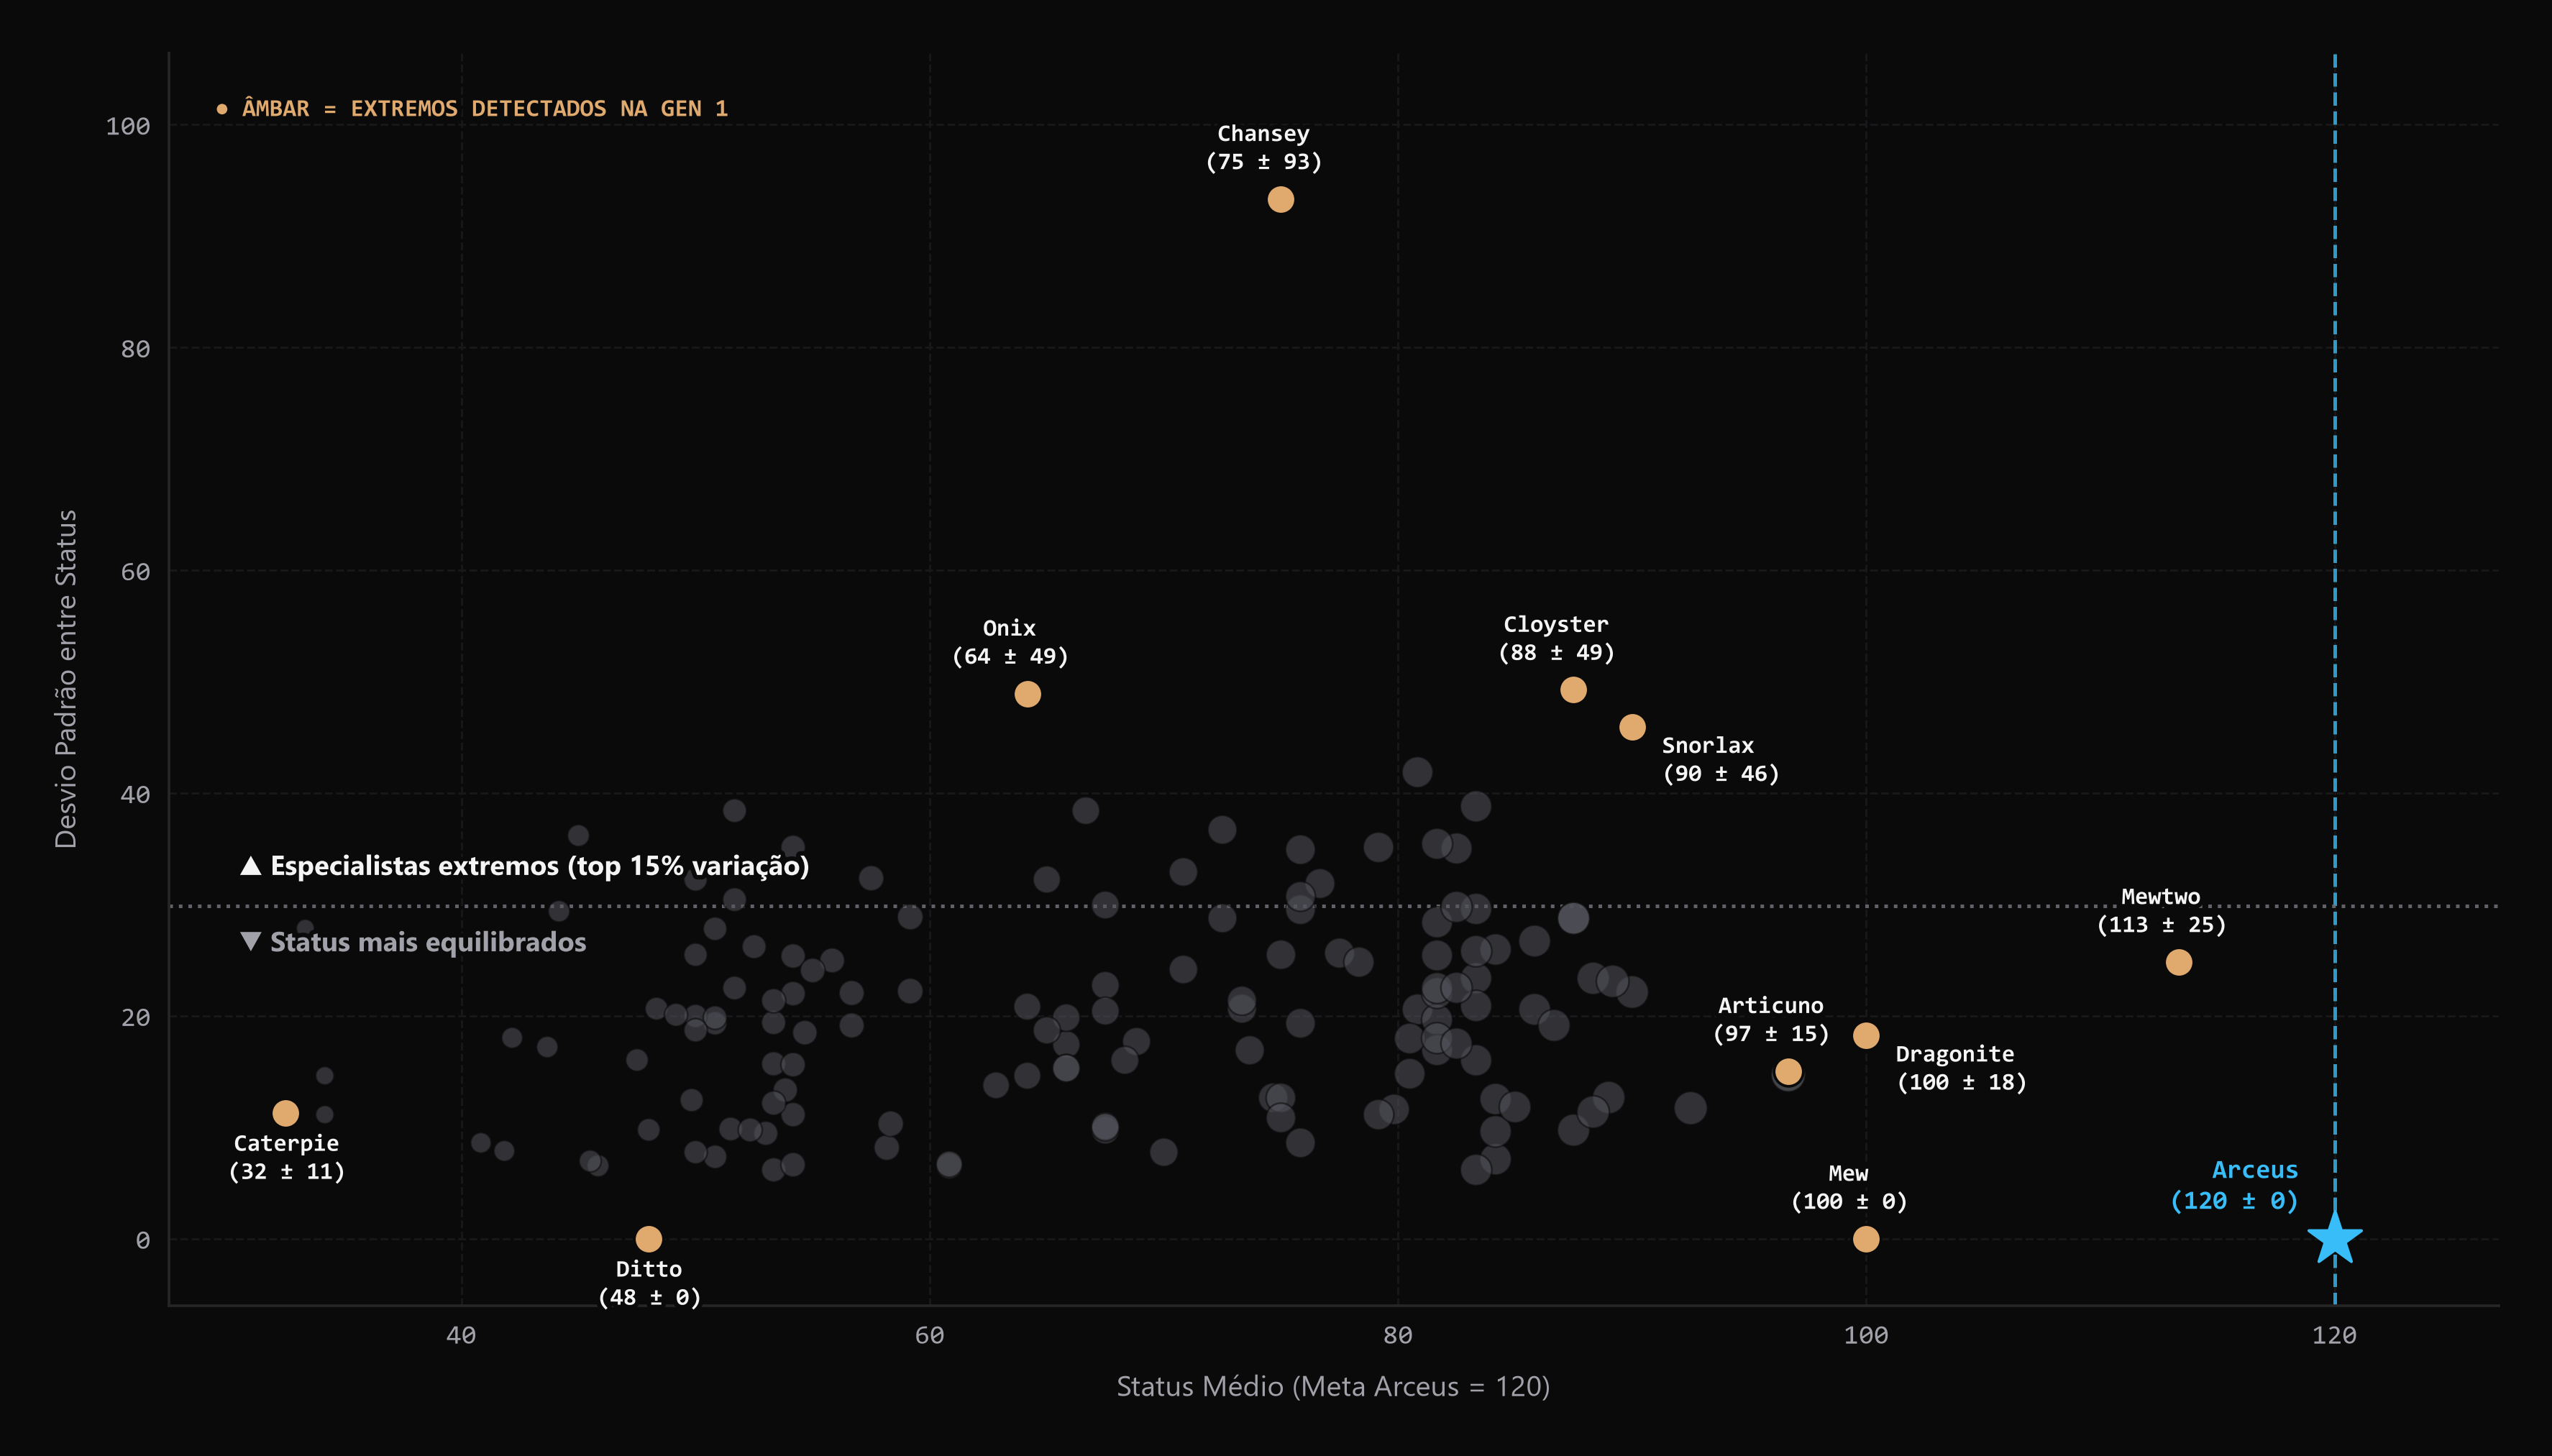 ● ÂMBAR = EXTREMOS DETECTADOS NA GEN 1
100
80
60
40
20
0
Desvio Padrão entre Status
Chansey
(75 ± 93)
Onix
(64 ± 49)
Cloyster
(88 ± 49)
Snorlax
(90 ± 46)
▲ Especialistas extremos (top 15% variação)
▼ Status mais equilibrados
Mewtwo
(113 ± 25)
Articuno
(97 ± 15)
Dragonite
(100 ± 18)
Caterpie
(32 ± 11)
Mew
(100 ± 0)
Arceus
(120 ± 0)
Ditto
(48 ± 0)
40
60
80
100
120
Status Médio (Meta Arceus = 120)